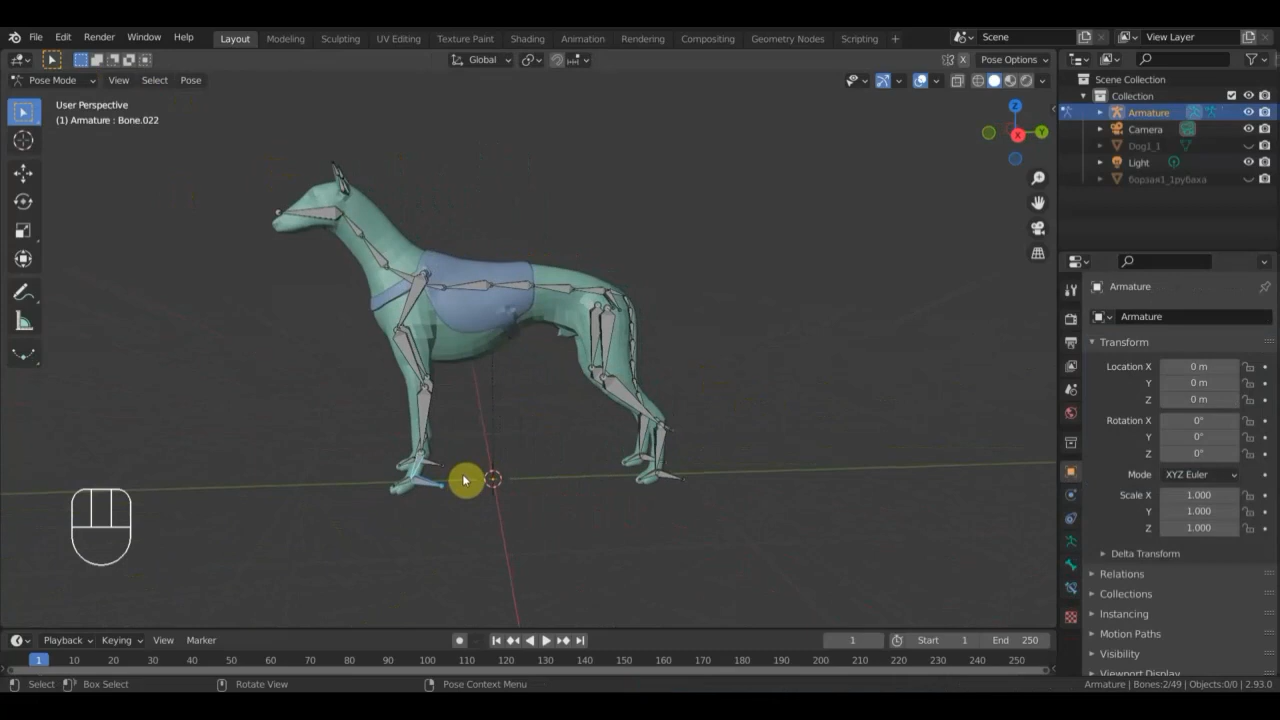 File Edit Render Window Help Layout Modeling Sculpting UV Editing Texture Paint Shading Animation Rendering Compositing Geometry Nodes Scripting + Scene View Layer
Global Pose Options
Pose Mode View Select Pose
User Perspective
(1) Armature : Bone.022
Z
Y
X
Scene Collection
Collection
Armature
Camera
Dog1_1
Light
борзая1_1рубаха
Armature
Armature
Transform
Location X 0 m
Y 0 m
Z 0 m
Rotation X 0°
Y 0°
Z 0°
Mode XYZ Euler
Scale X 1.000
Y 1.000
Z 1.000
Delta Transform
Relations
Collections
Instancing
Motion Paths
Visibility
Viewport Display
Playback Keying View Marker 1 Start 1 End 250
1 10 20 30 40 50 60 70 80 90 100 110 120 130 140 150 160 170 180 190 200 210 220 230 240 250
Select Box Select Rotate View Pose Context Menu Armature | Bones:2/49 | Objects:0/0 | 2.93.0